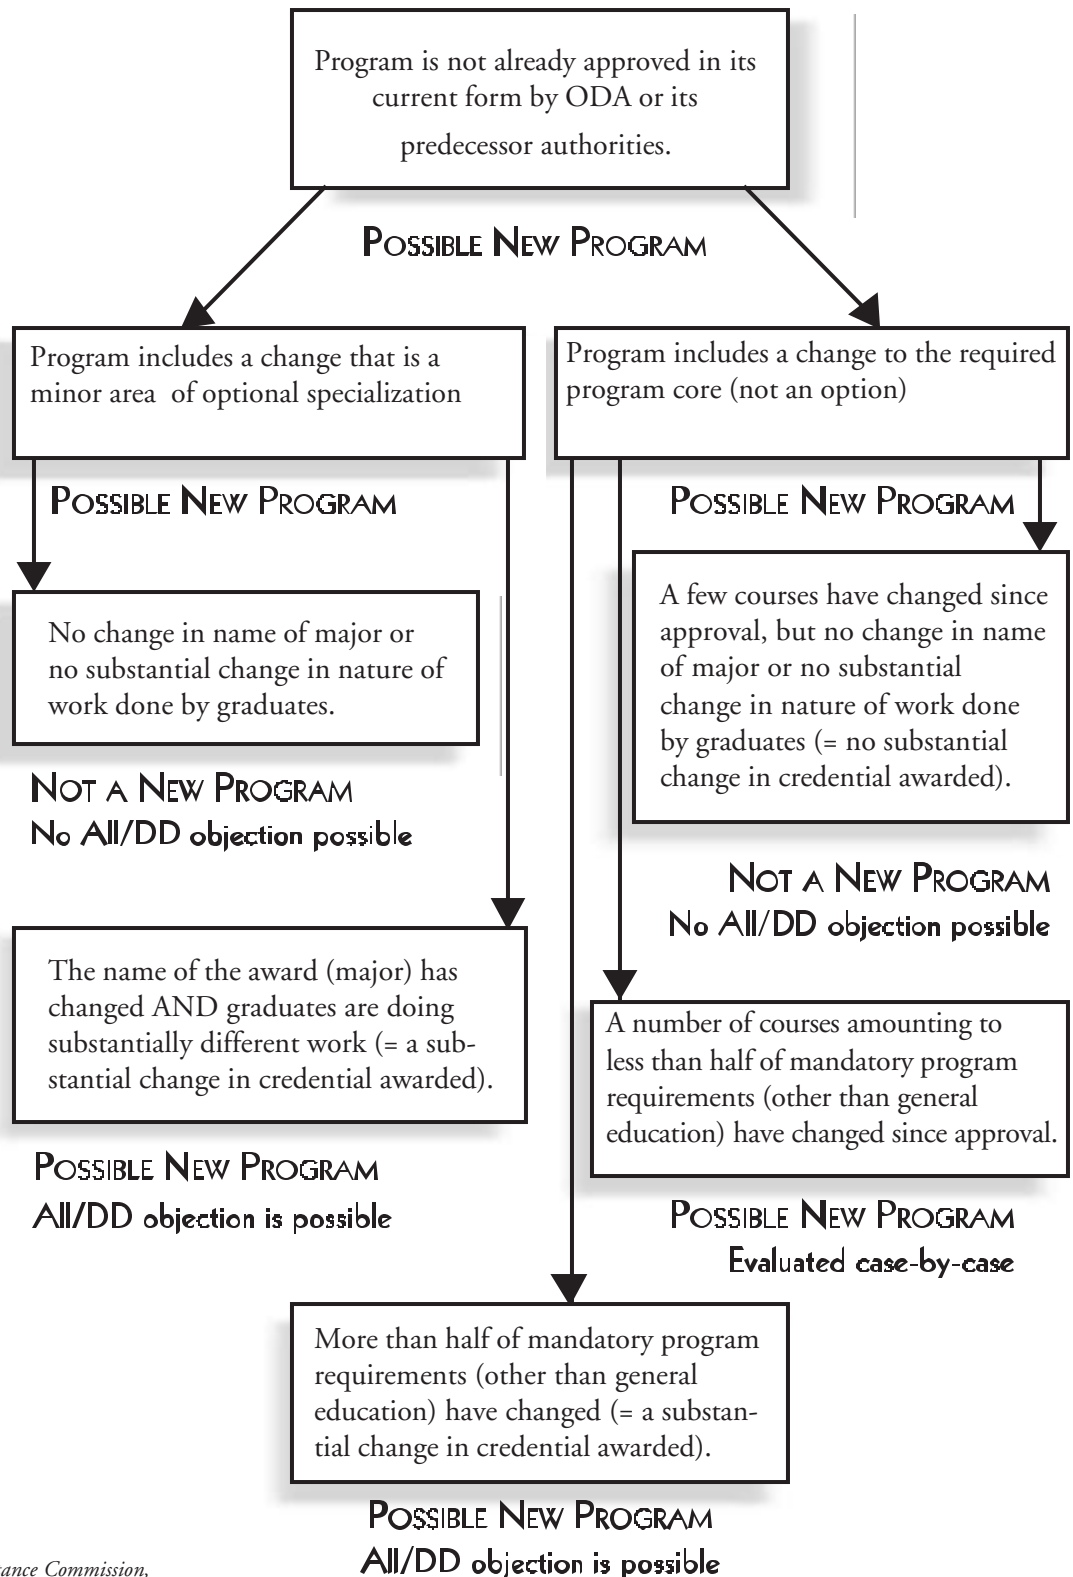 Program is not already approved in its
current form by ODA or its
predecessor authorities.
POSSIBLE NEW PROGRAM
Program includes a change that is a
minor area of optional specialization
POSSIBLE NEW PROGRAM
No change in name of major or
no substantial change in nature of
work done by graduates.
NOT A NEW PROGRAM
No AII/DD objection possible
The name of the award (major) has
changed AND graduates are doing
substantially different work (= a sub-
stantial change in credential awarded).
POSSIBLE NEW PROGRAM
AII/DD objection is possible
Program includes a change to the required
program core (not an option)
POSSIBLE NEW PROGRAM
A few courses have changed since
approval, but no change in name
of major or no substantial
change in nature of work done
by graduates (= no substantial
change in credential awarded).
NOT A NEW PROGRAM
No AII/DD objection possible
A number of courses amounting to
less than half of mandatory program
requirements (other than general
education) have changed since approval.
POSSIBLE NEW PROGRAM
Evaluated case-by-case
More than half of mandatory program
requirements (other than general
education) have changed (= a substan-
tial change in credential awarded).
POSSIBLE NEW PROGRAM
AII/DD objection is possible
Commission,